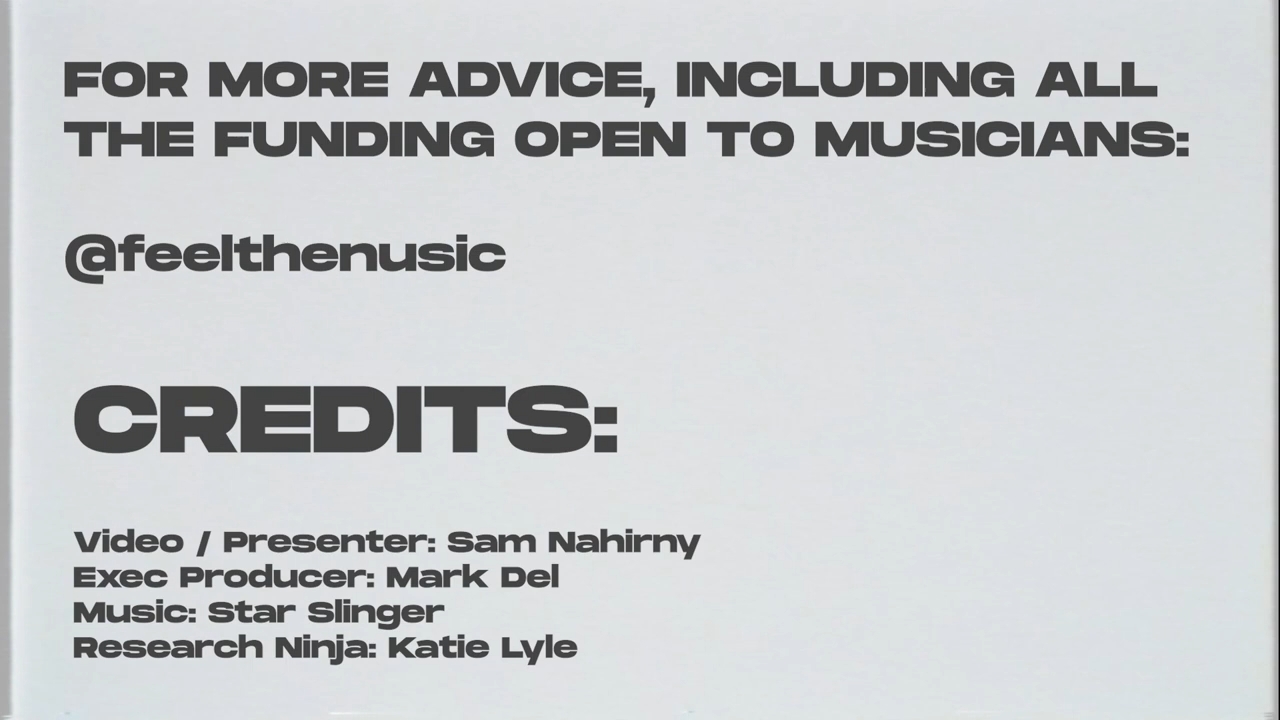 FOR MORE ADVICE, INCLUDING ALL
THE FUNDING OPEN TO MUSICIANS:
@feelthenusic
CREDITS:
Video / Presenter: Sam Nahirny
Exec Producer: Mark Del
Music: Star Slinger
Research Ninja: Katie Lyle